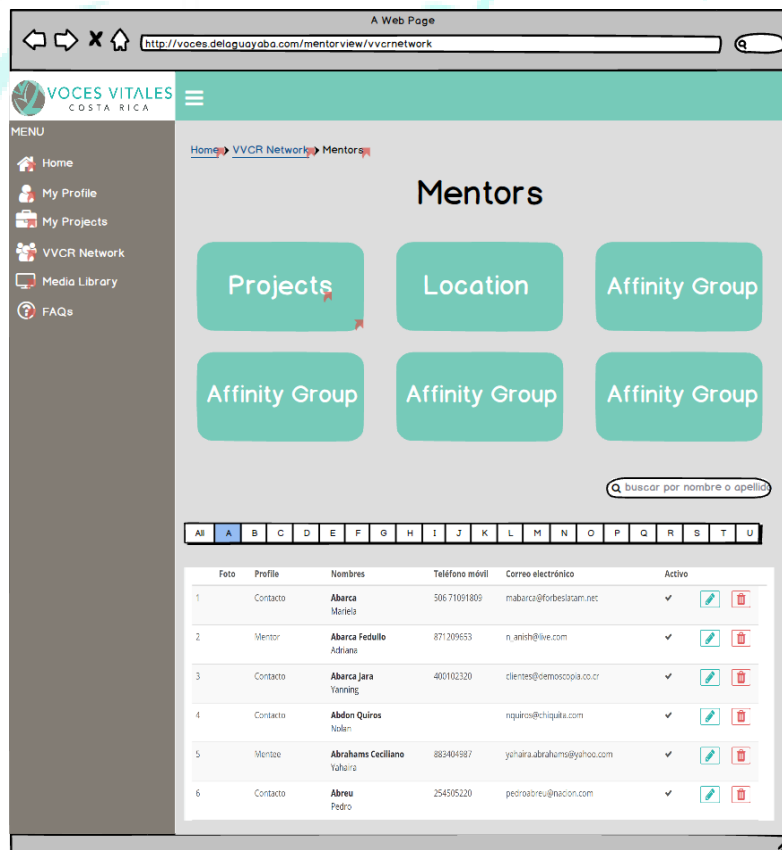 A Web Page
http://voces.delaguayaba.com/mentorview/vvcrnetwork
VOCES VITALES
COSTA RICA
MENU
Home
My Profile
My Projects
VVCR Network
Media Library
FAQs
Home VVCR Network Mentors
Mentors
Projects Location Affinity Group
Affinity Group Affinity Group Affinity Group
buscar por nombre o apellido
All A B C D E F G H I J K L M N O P Q R S T U
Foto Profile Nombres Teléfono móvil Correo electrónico Activo
1 Contacto Abarca 506 71091809 mabarca@forbeslatam.net
Mariela
2 Mentor Abarca Fedullo 871209653 n_anish@live.com
Adriana
3 Contacto Abarca Jara 400102320 clientes@demoscopia.co.cr
Yanning
4 Contacto Abdon Quiros nquiros@chiquita.com
Nolan
5 Mentee Abrahams Ceciliano 883404987 yahaira.abrahams@yahoo.com
Yahaira
6 Contacto Abreu 254505220 pedroabreu@nacion.com
Pedro